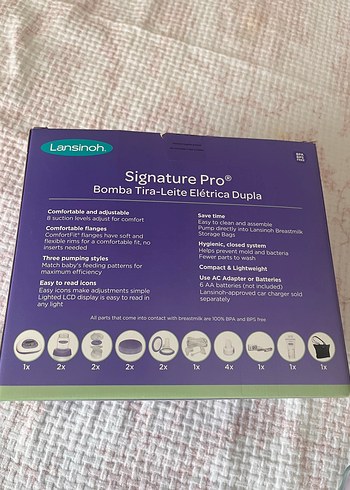 Lansinoh®
BPA
BPS
FREE
Signature Pro®
Bomba Tira-Leite Elétrica Dupla
Comfortable and adjustable
8 suction levels adjust for comfort
Comfortable flanges
ComfortFit® flanges have soft and
flexible rims for a comfortable fit, no
inserts needed
Three pumping styles
Match baby's feeding patterns for
maximum efficiency
Easy to read icons
Easy icons make adjustments simple
Lighted LCD display is easy to read in
any light
Save time
Easy to clean and assemble
Pump directly into Lansinoh Breastmilk
Storage Bags
Hygienic, closed system
Helps prevent mold and bacteria
Fewer parts to wash
Compact & Lightweight
Use AC Adapter or Batteries
6 AA batteries (not included)
Lansinoh-approved car charger sold
separately
All parts that come into contact with breastmilk are 100% BPA and BPS free
1x 2x 2x 2x 2x 1x 4x 1x 1x 1x